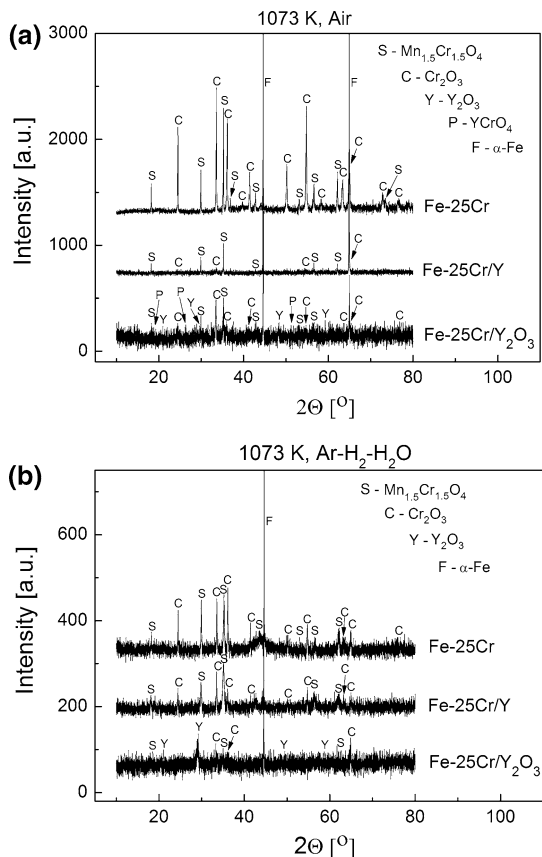 (a)
1073 K, Air
3000
2000
1000
0
Intensity [a.u.]
S - Mn1.5Cr1.5O4
C - Cr2O3
Y - Y2O3
P - YCrO4
F - α-Fe
F
F
C
C
S
C
S
C
S
C
S
C
S
C
S
C
S
C
S
C
C
C
S
C
Fe-25Cr
S
C
S
C
S
S
C
S
S
C
Fe-25Cr/Y
P
S
Y
P
C
Y
S
C
S
C
S
Y
P
S
C
S
Y
C
C
C
Fe-25Cr/Y2O3
20
40
60
80
100
2Θ [o]
(b)
1073 K, Ar-H2-H2O
600
400
200
0
Intensity [a.u.]
S - Mn1.5Cr1.5O4
C - Cr2O3
Y - Y2O3
F - α-Fe
F
S
C
S
C
S
C
C
S
C
S
C
S
S
C
C
C
C
Fe-25Cr
S
C
S
C
S
C
C
S
C
C
S
S
C
C
Fe-25Cr/Y
S
Y
Y
C
S
C
Y
Y
S
C
Fe-25Cr/Y2O3
20
40
60
80
100
2Θ [o]